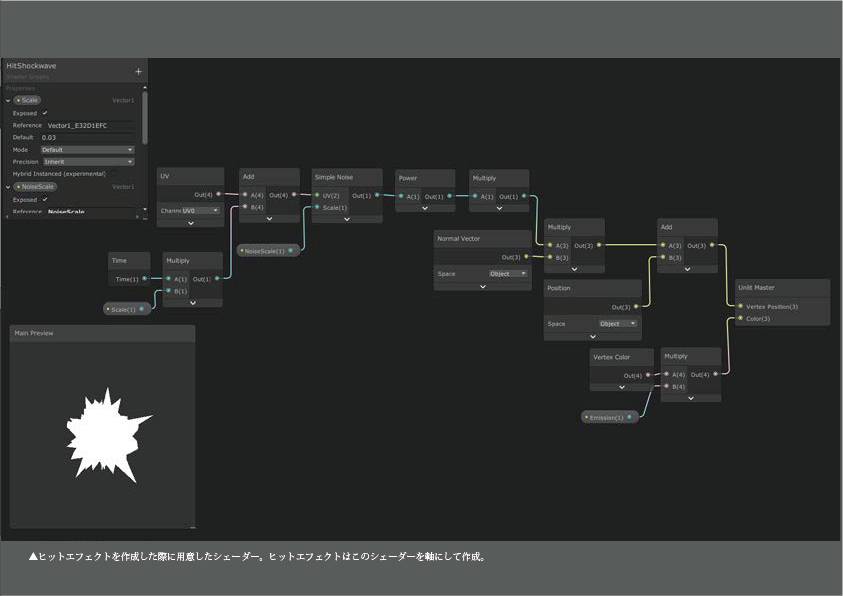 HitShockwave
Shader Graphs
Properties
Scale Vector1
Exposed
Reference Vector1_E32D1EFC
Default 0.03
Mode Default
Precision Inherit
Hybrid Instanced (experimental)
NoiseScale Vector1
Exposed
Reference NoiseScale
UV
Out(4)
Channe UV0
Add
A(4) Out(4)
B(4)
Simple Noise
UV(2) Out(1)
Scale(1)
NoiseScale(1)
Power
A(1) Out(1)
Multiply
A(1) Out(1)
Time
Time(1)
Multiply
A(1) Out(1)
B(1)
Scale(1)
Normal Vector
Out(3)
Space Object
Multiply
A(3) Out(3)
B(3)
Position
Out(3)
Space Object
Add
A(3) Out(3)
B(3)
Unlit Master
Vertex Position(3)
Color(3)
Vertex Color
Out(4)
Multiply
A(4) Out(4)
B(4)
Emission(1)
Main Preview
▲ヒットエフェクトを作成した際に用意したシェーダー。ヒットエフェクトはこのシェーダーを軸にして作成。